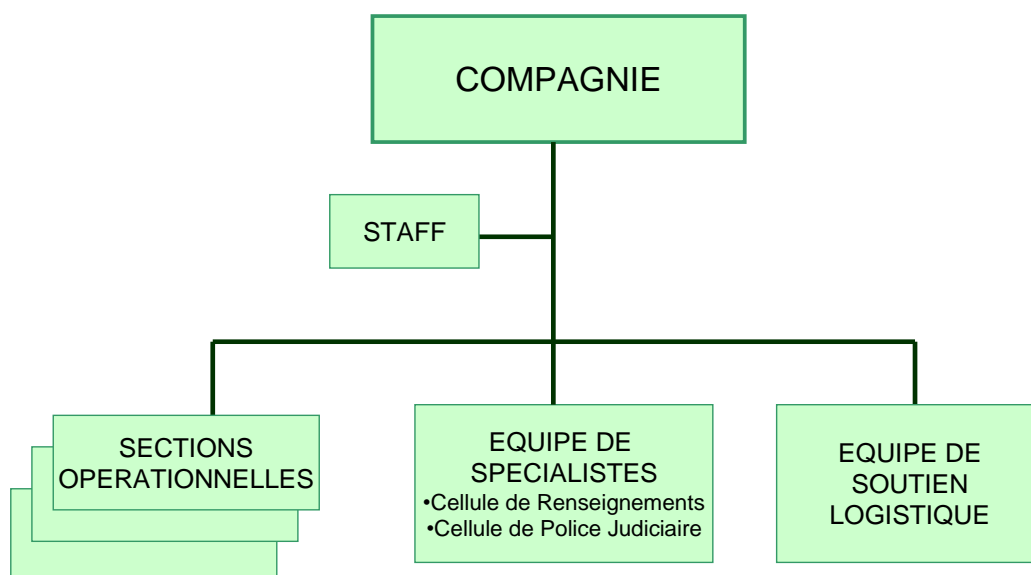 COMPAGNIE
STAFF
SECTIONS
OPERATIONNELLES
EQUIPE DE
SPECIALISTES
•Cellule de Renseignements
•Cellule de Police Judiciaire
EQUIPE DE
SOUTIEN
LOGISTIQUE